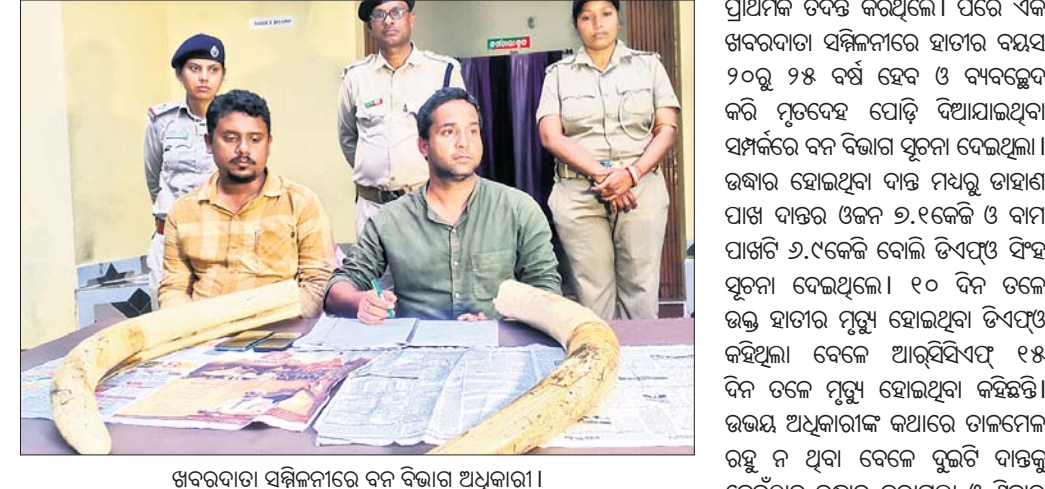 NOTICE BOARD
ପ୍ରାଥମିକ ତଦନ୍ତ କରିଥିଲେ। ପରେ ଏକ
ଖବରଦାତା ସମ୍ମିଳନୀରେ ହାତୀର ବୟସ
୨୦ରୁ ୨୫ ବର୍ଷ ହେବ ଓ ବ୍ୟବଚ୍ଛେଦ
କରି ମୃତଦେହ ପୋଡ଼ି ଦିଆଯାଇଥିବା
ସମ୍ପର୍କରେ ବନ ବିଭାଗ ସୂଚନା ଦେଇଥିଲା।
ଉଦ୍ଧାର ହୋଇଥିବା ଦାନ୍ତ ମଧ୍ୟରୁ ଡାହାଣ
ପାଖ ଦାନ୍ତର ଓଜନ ୭.୧କେଜି ଓ ବାମ
ପାଖଟି ୬.୯କେଜି ବୋଲି ଡିଏଫ୍ଓ ସିଂହ
ସୂଚନା ଦେଇଥିଲେ। ୧୦ ଦିନ ତଳେ
ଉକ୍ତ ହାତୀର ମୃତ୍ୟୁ ହୋଇଥିବା ଡିଏଫ୍ଓ
କହିଥିଲା ବେଳେ ଆର୍ସିସିଏଫ୍ ୧୫
ଦିନ ତଳେ ମୃତ୍ୟୁ ହୋଇଥିବା କହିଛନ୍ତି।
ଉଭୟ ଅଧିକାରୀଙ୍କ କଥାରେ ତାଳମେଳ
ରହୁ ନ ଥିବା ବେଳେ ଦୁଇଟି ଦାନ୍ତକୁ
ଖବରଦାତା ସମ୍ମିଳନୀରେ ବନ ବିଭାଗ ଅଧିକାରୀ।